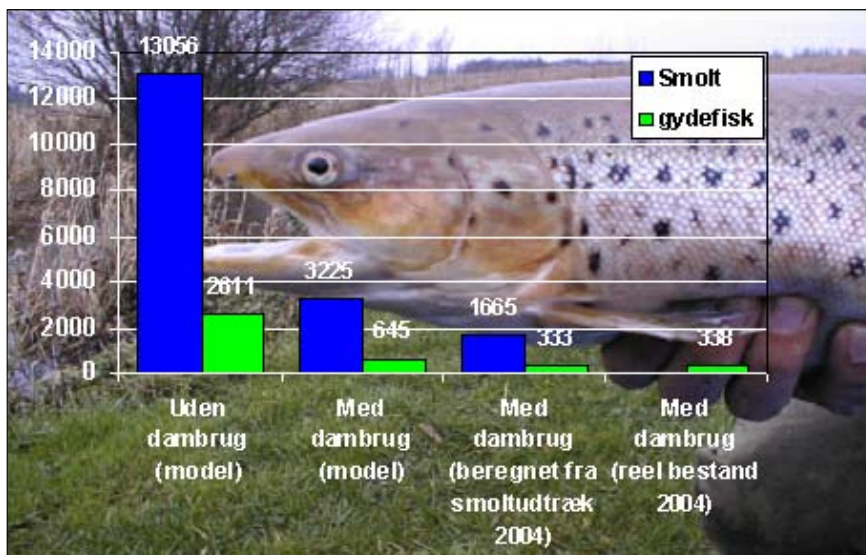 14000
12000
10000
8000
6000
4000
2000
0
13056
2611
3225
645
1665
333
338
Smolt
gydefisk
Uden
dambrug
(model)
Med
dambrug
(model)
Med
dambrug
(beregnet fra
smoltudtræk
2004)
Med
dambrug
(reel bestand
2004)